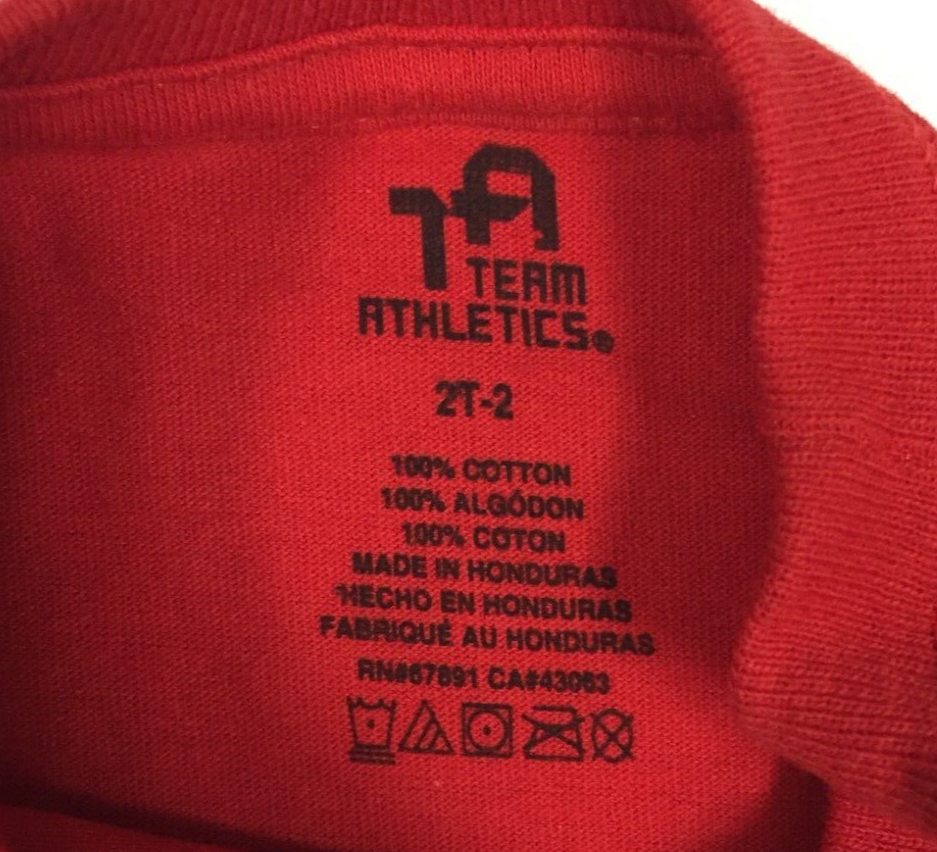 TA
TEAM
ATHLETICS®
2T-2
100% COTTON
100% ALGÓDON
100% COTON
MADE IN HONDURAS
HECHO EN HONDURAS
FABRIQUÉ AU HONDURAS
RN#67891 CA#43063